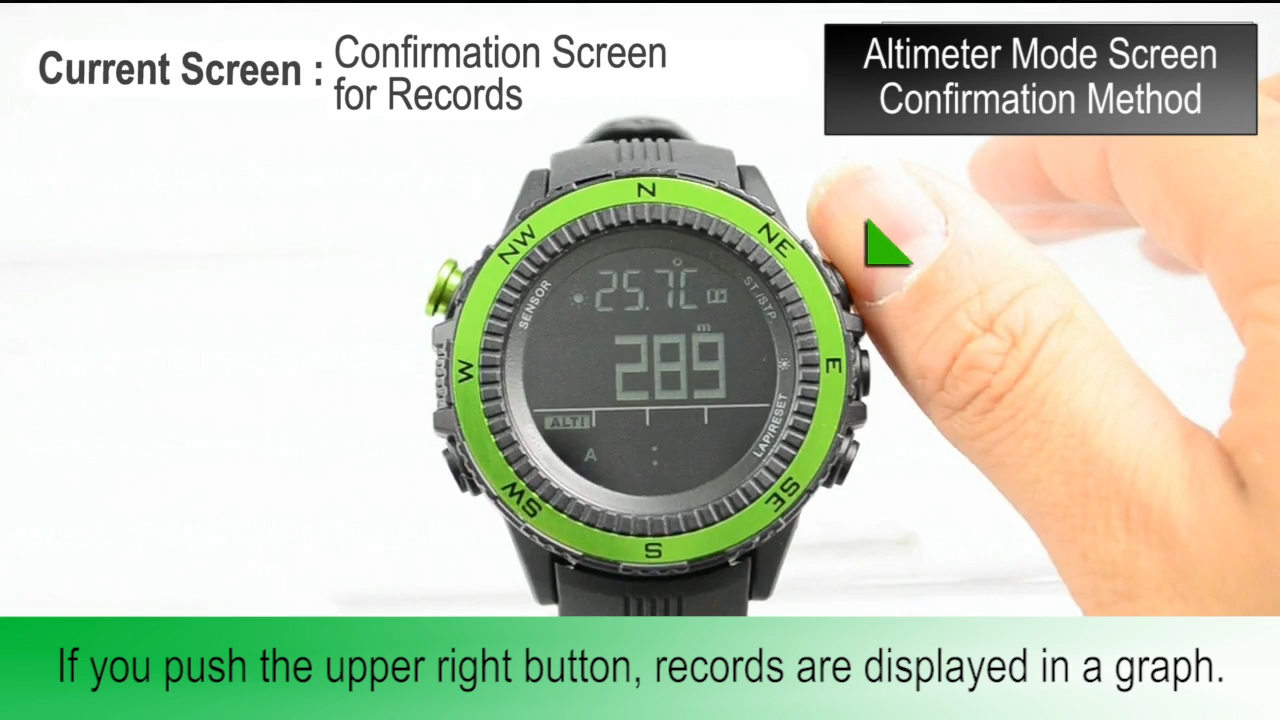 Current Screen : Confirmation Screen
for Records
Altimeter Mode Screen
Confirmation Method
N
NW
NE
SENSOR
ST./STP.
25.7°C
m
289
W
E
ALTI
LAP/RESET
A :
SW
SE
S
If you push the upper right button, records are displayed in a graph.